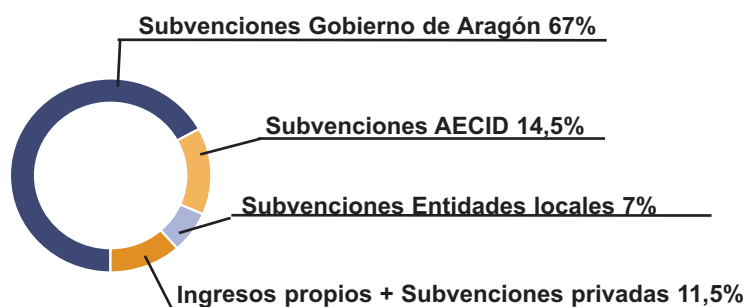 Subvenciones Gobierno de Aragón 67%
Subvenciones AECID 14,5%
Subvenciones Entidades locales 7%
Ingresos propios + Subvenciones privadas 11,5%